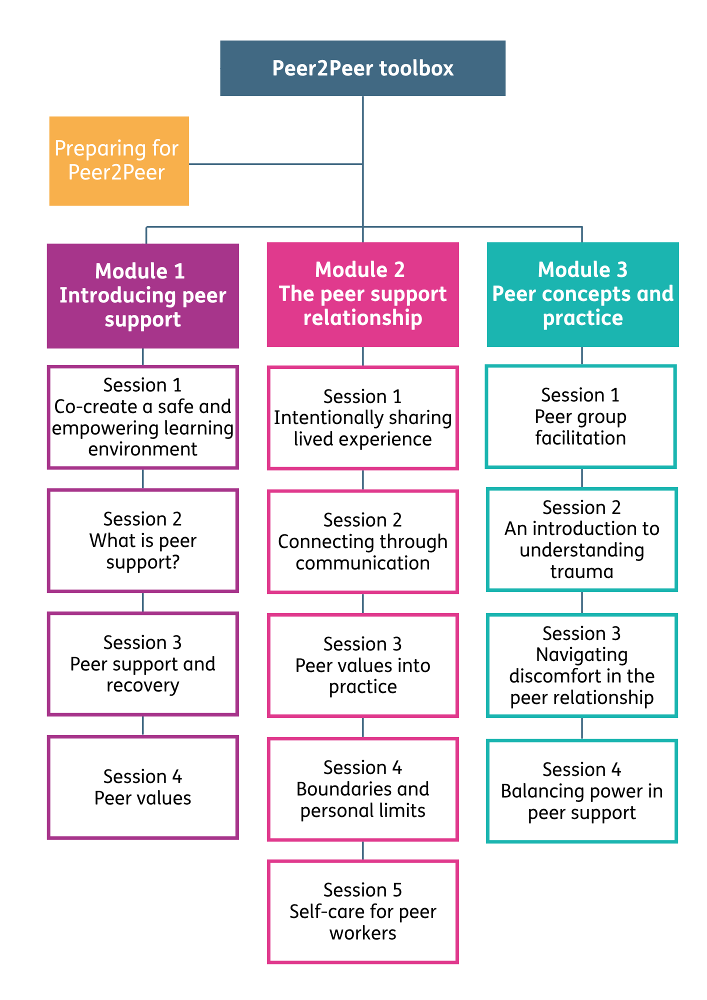 Peer2Peer toolbox
Preparing for
Peer2Peer
Module 1
Introducing peer
support
Session 1
Co-create a safe and
empowering learning
environment
Session 2
What is peer
support?
Session 3
Peer support and
recovery
Session 4
Peer values
Module 2
The peer support
relationship
Session 1
Intentionally sharing
lived experience
Session 2
Connecting through
communication
Session 3
Peer values into
practice
Session 4
Boundaries and
personal limits
Session 5
Self-care for peer
workers
Module 3
Peer concepts and
practice
Session 1
Peer group
facilitation
Session 2
An introduction to
understanding
trauma
Session 3
Navigating
discomfort in the
peer relationship
Session 4
Balancing power in
peer support